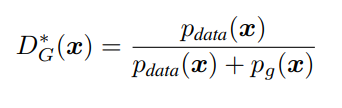 D*_G(x) = p_data(x) / (p_data(x) + p_g(x))